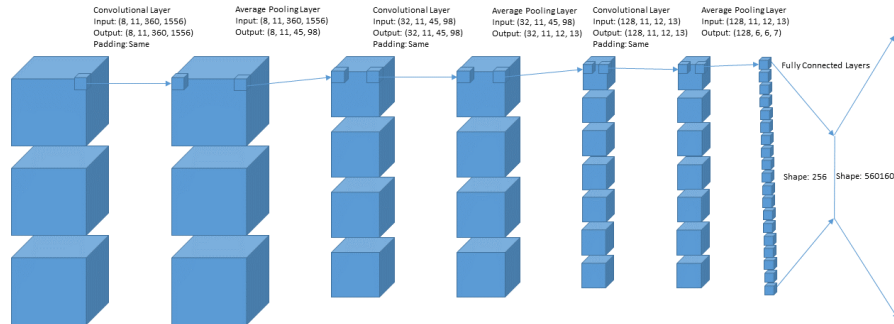 Convolutional Layer
Input: (8, 11, 360, 1556)
Output: (8, 11, 360, 1556)
Padding: Same
Average Pooling Layer
Input: (8, 11, 360, 1556)
Output: (8, 11, 45, 98)
Convolutional Layer
Input: (32, 11, 45, 98)
Output: (32, 11, 45, 98)
Padding: Same
Average Pooling Layer
Input: (32, 11, 45, 98)
Output: (32, 11, 12, 13)
Convolutional Layer
Input: (128, 11, 12, 13)
Output: (128, 11, 12, 13)
Padding: Same
Average Pooling Layer
Input: (128, 11, 12, 13)
Output: (128, 6, 6, 7)
Fully Connected Layers
Shape: 256
Shape: 560160